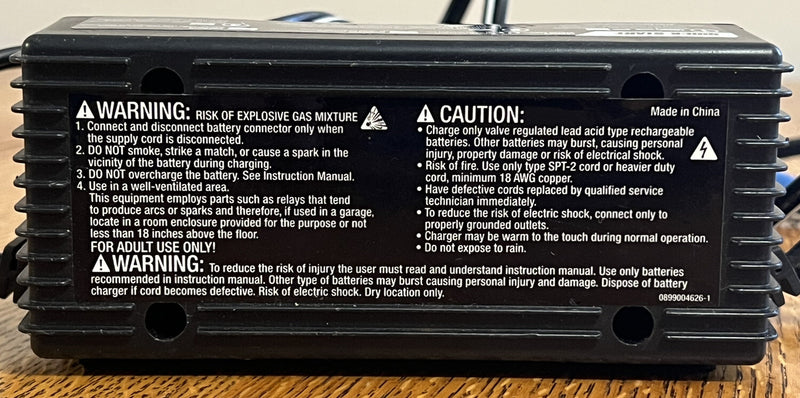 WARNING: RISK OF EXPLOSIVE GAS MIXTURE
1. Connect and disconnect battery connector only when
the supply cord is disconnected.
2. DO NOT smoke, strike a match, or cause a spark in the
vicinity of the battery during charging.
3. DO NOT overcharge the battery. See Instruction Manual.
4. Use in a well-ventilated area.
This equipment employs parts such as relays that tend
to produce arcs or sparks and therefore, if used in a garage,
locate in a room enclosure provided for the purpose or not
less than 18 inches above the floor.
FOR ADULT USE ONLY!
CAUTION:
Made in China
• Charge only valve regulated lead acid type rechargeable
batteries. Other batteries may burst, causing personal
injury, property damage or risk of electrical shock.
• Risk of fire. Use only type SPT-2 cord or heavier duty
cord, minimum 18 AWG copper.
• Have defective cords replaced by qualified service
technician immediately.
• To reduce the risk of electric shock, connect only to
properly grounded outlets.
• Charger may be warm to the touch during normal operation.
• Do not expose to rain.
WARNING: To reduce the risk of injury the user must read and understand instruction manual. Use only batteries
recommended in instruction manual. Other type of batteries may burst causing personal injury and damage. Dispose of battery
charger if cord becomes defective. Risk of electric shock. Dry location only.
0899004626-1